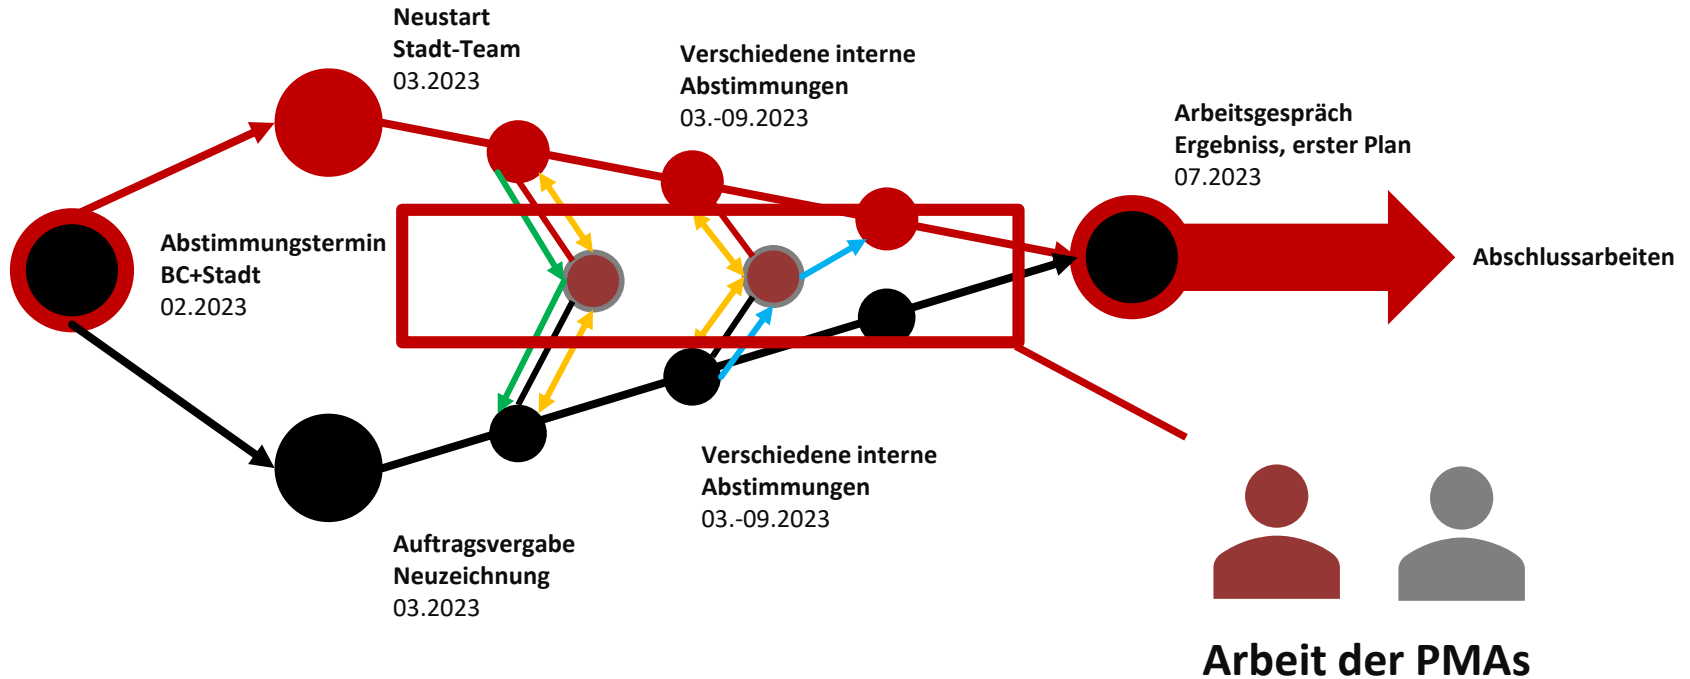 Neustart
Stadt-Team
03.2023
Verschiedene interne
Abstimmungen
03.-09.2023
Arbeitsgespräch
Ergebniss, erster Plan
07.2023
Abstimmungstermin
BC+Stadt
02.2023
Abschlussarbeiten
Verschiedene interne
Abstimmungen
03.-09.2023
Auftragsvergabe
Neuzeichnung
03.2023
Arbeit der PMAs